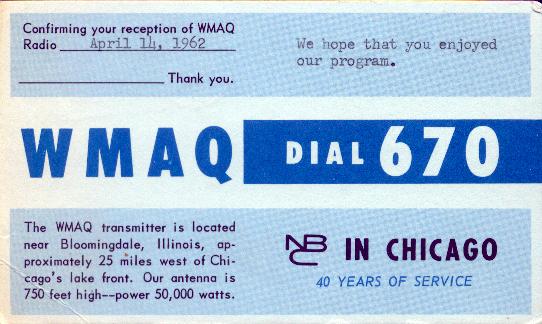 Confirming your reception of WMAQ
Radio April 14, 1962
Thank you.
We hope that you enjoyed
our program.
WMAQ DIAL 670
The WMAQ transmitter is located
near Bloomingdale, Illinois, ap-
proximately 25 miles west of Chi-
cago's lake front. Our antenna is
750 feet high--power 50,000 watts.
NBC IN CHICAGO
40 YEARS OF SERVICE